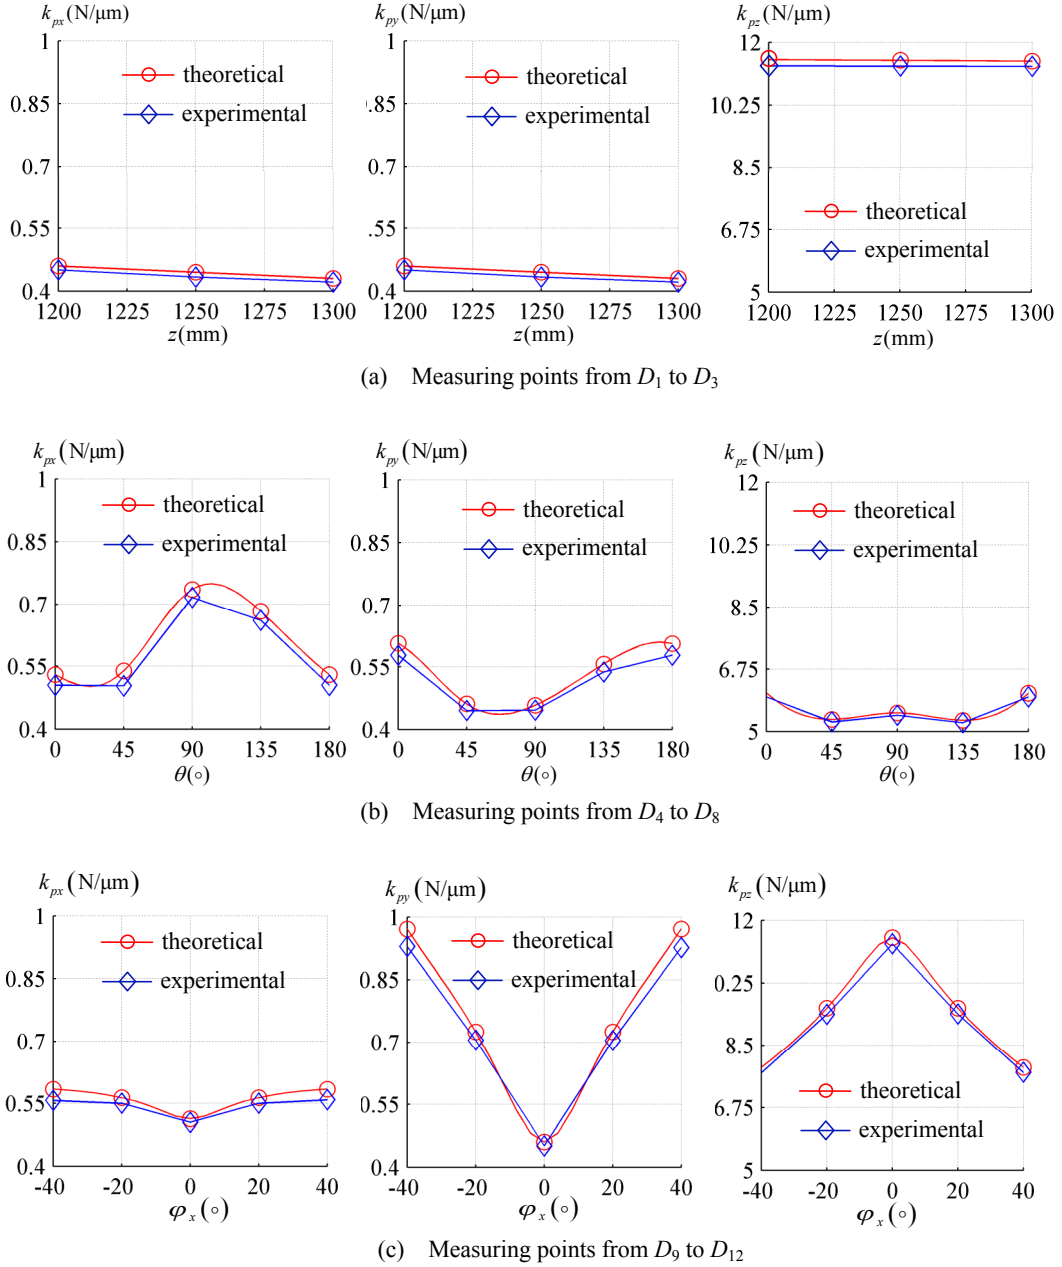 k_px (N/μm) k_py (N/μm) k_pz (N/μm)
1 1 12
theoretical theoretical
0.85 0.85 10.25
experimental experimental
0.7 0.7 8.5
theoretical
0.55 0.55 6.75
experimental
0.4 0.4 5
1200 1225 1250 1275 1300 1200 1225 1250 1275 1300 1200 1225 1250 1275 1300
z(mm) z(mm) z(mm)
(a) Measuring points from D1 to D3
k_px (N/μm) k_py (N/μm) k_pz (N/μm)
1 1 12
theoretical theoretical theoretical
0.85 0.85 10.25
experimental experimental experimental
0.7 0.7 8.5
0.55 0.55 6.75
0.4 0.4 5
0 45 90 135 180 0 45 90 135 180 0 45 90 135 180
θ(°) θ(°) θ(°)
(b) Measuring points from D4 to D8
k_px (N/μm) k_py (N/μm) k_pz (N/μm)
1 1 12
theoretical theoretical
0.85 0.85 10.25
experimental experimental
0.7 0.7 8.5
theoretical
0.55 0.55 6.75
experimental
0.4 0.4 5
-40 -20 0 20 40 -40 -20 0 20 40 -40 -20 0 20 40
φx(°) φx(°) φx(°)
(c) Measuring points from D9 to D12